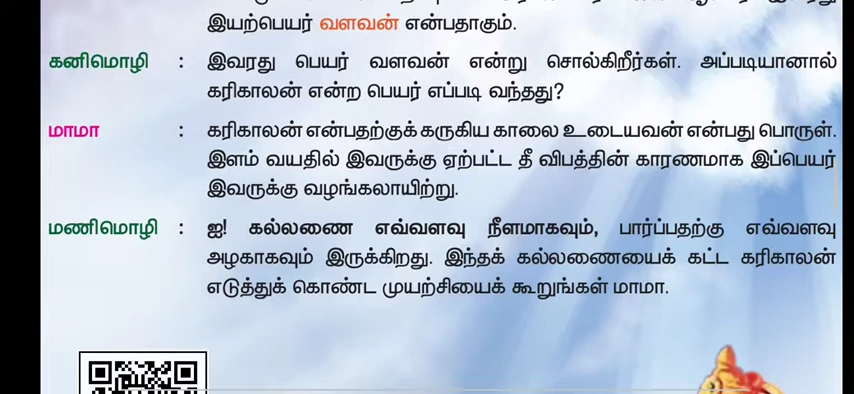 இயற்பெயர் வளவன் என்பதாகும்.
கனிமொழி : இவரது பெயர் வளவன் என்று சொல்கிறீர்கள். அப்படியானால்
கரிகாலன் என்ற பெயர் எப்படி வந்தது?
மாமா : கரிகாலன் என்பதற்குக் கருகிய காலை உடையவன் என்பது பொருள்.
இளம் வயதில் இவருக்கு ஏற்பட்ட தீ விபத்தின் காரணமாக இப்பெயர்
இவருக்கு வழங்கலாயிற்று.
மணிமொழி : ஐ! கல்லணை எவ்வளவு நீளமாகவும், பார்ப்பதற்கு எவ்வளவு
அழகாகவும் இருக்கிறது. இந்தக் கல்லணையைக் கட்ட கரிகாலன்
எடுத்துக் கொண்ட முயற்சியைக் கூறுங்கள் மாமா.